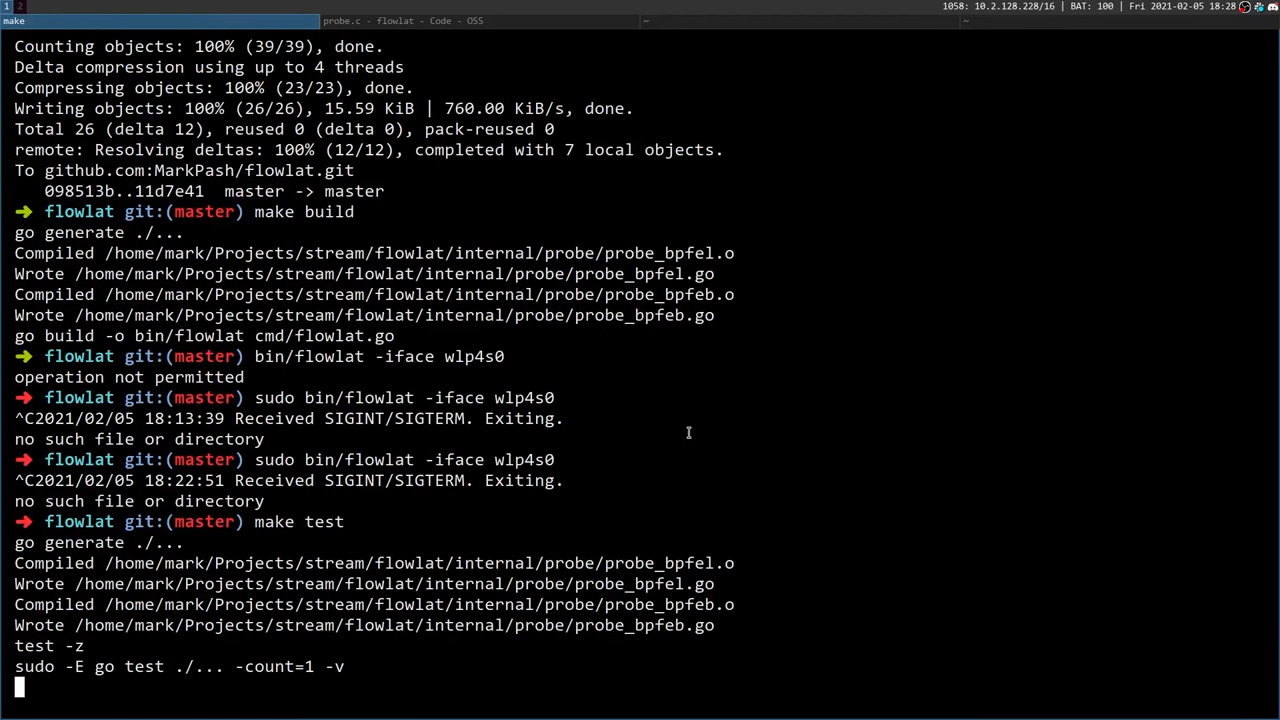 1 2 1058: 10.2.128.228/16 | BAT: 100 | Fri 2021-02-05 18:28
make probe.c - flowlat - Code - OSS ~ ~
Counting objects: 100% (39/39), done.
Delta compression using up to 4 threads
Compressing objects: 100% (23/23), done.
Writing objects: 100% (26/26), 15.59 KiB | 760.00 KiB/s, done.
Total 26 (delta 12), reused 0 (delta 0), pack-reused 0
remote: Resolving deltas: 100% (12/12), completed with 7 local objects.
To github.com:MarkPash/flowlat.git
098513b..11d7e41 master -> master
➜ flowlat git:(master) make build
go generate ./...
Compiled /home/mark/Projects/stream/flowlat/internal/probe/probe_bpfel.o
Wrote /home/mark/Projects/stream/flowlat/internal/probe/probe_bpfel.go
Compiled /home/mark/Projects/stream/flowlat/internal/probe/probe_bpfeb.o
Wrote /home/mark/Projects/stream/flowlat/internal/probe/probe_bpfeb.go
go build -o bin/flowlat cmd/flowlat.go
➜ flowlat git:(master) bin/flowlat -iface wlp4s0
operation not permitted
➜ flowlat git:(master) sudo bin/flowlat -iface wlp4s0
^C2021/02/05 18:13:39 Received SIGINT/SIGTERM. Exiting.
no such file or directory
➜ flowlat git:(master) sudo bin/flowlat -iface wlp4s0
^C2021/02/05 18:22:51 Received SIGINT/SIGTERM. Exiting.
no such file or directory
➜ flowlat git:(master) make test
go generate ./...
Compiled /home/mark/Projects/stream/flowlat/internal/probe/probe_bpfel.o
Wrote /home/mark/Projects/stream/flowlat/internal/probe/probe_bpfel.go
Compiled /home/mark/Projects/stream/flowlat/internal/probe/probe_bpfeb.o
Wrote /home/mark/Projects/stream/flowlat/internal/probe/probe_bpfeb.go
test -z
sudo -E go test ./... -count=1 -v